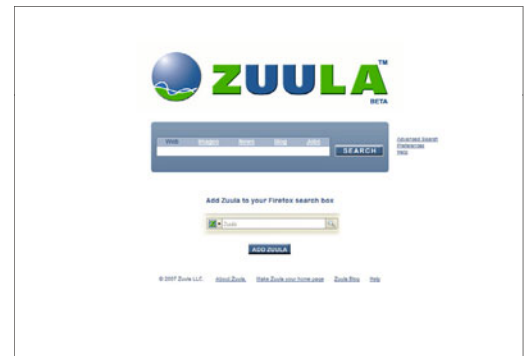 ZUULA™
BETA
Web Images News Blog Jobs
SEARCH
Advanced Search
Preferences
Help
Add Zuula to your Firefox search box
Zuula
ADD ZUULA
© 2007 Zuula LLC. About Zuula. Make Zuula your home page Zuula Blog Help